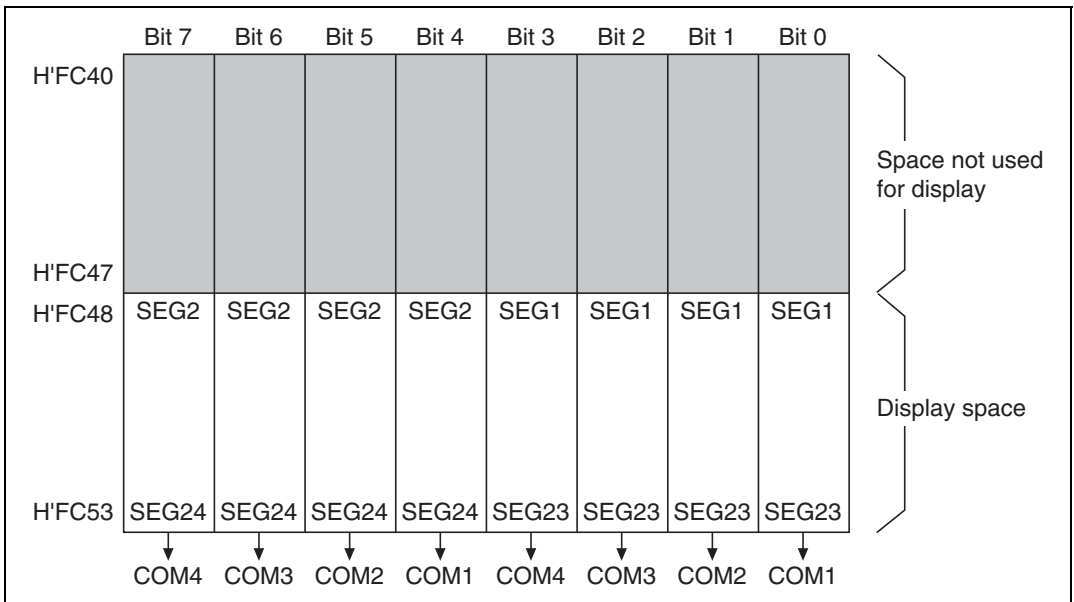 Bit 7 Bit 6 Bit 5 Bit 4 Bit 3 Bit 2 Bit 1 Bit 0
H'FC40
Space not used
for display
H'FC47
H'FC48 SEG2 SEG2 SEG2 SEG2 SEG1 SEG1 SEG1 SEG1
Display space
H'FC53 SEG24 SEG24 SEG24 SEG24 SEG23 SEG23 SEG23 SEG23
COM4 COM3 COM2 COM1 COM4 COM3 COM2 COM1